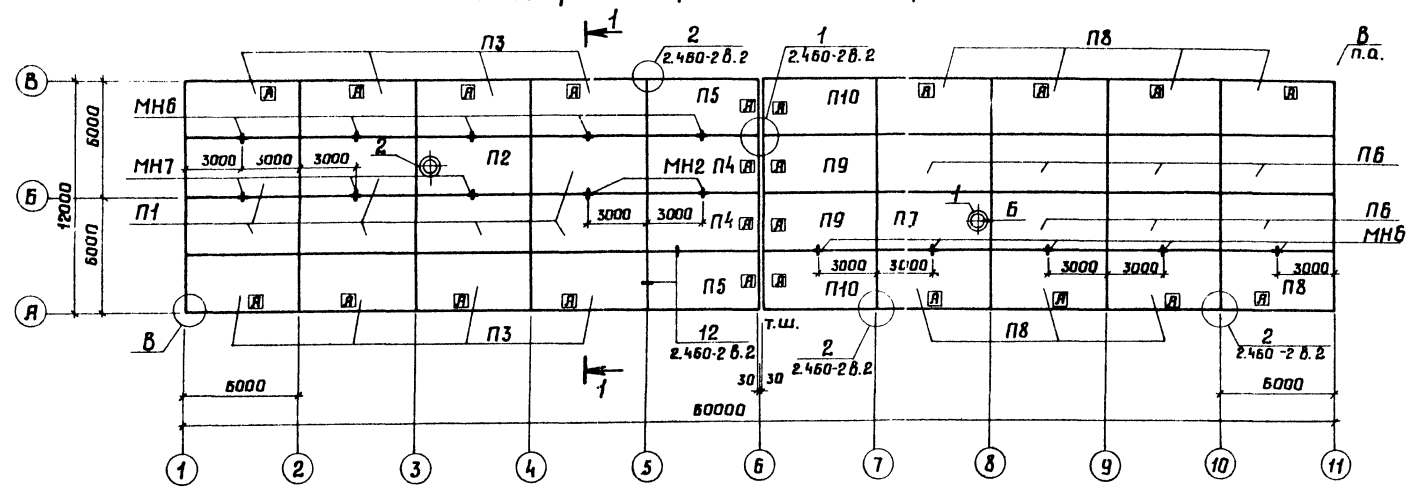 1
П3
2
2.460-2 в.2
1
2.460-2 в.2
П8
В
п.а.
В
А А А А
П5
А А
П10
А А А А
МН6
6000
3000 3000 3000
2
П2
МН7
МН2
П4
А А
П9
П6
12000
Б
П1
3000 3000
П4
А А
П9
П7
1
Б
П6
МН6
6000
3000 3000
3000 3000
3000
А А А А
П5
А А
П10
А А А А
П8
А
В
П3
12
2.460-2 в.2
т.ш.
2
2.460-2 в.2
П8
2
2.460-2 в.2
1
30 30
6000
6000
60000
1 2 3 4 5 6 7 8 9 10 11